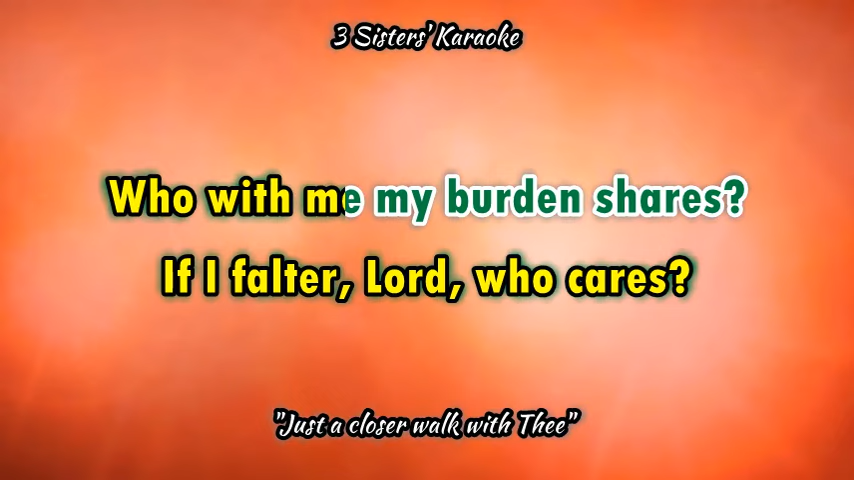 3 Sisters' Karaoke
Who with me my burden shares?
If I falter, Lord, who cares?
"Just a closer walk with Thee"